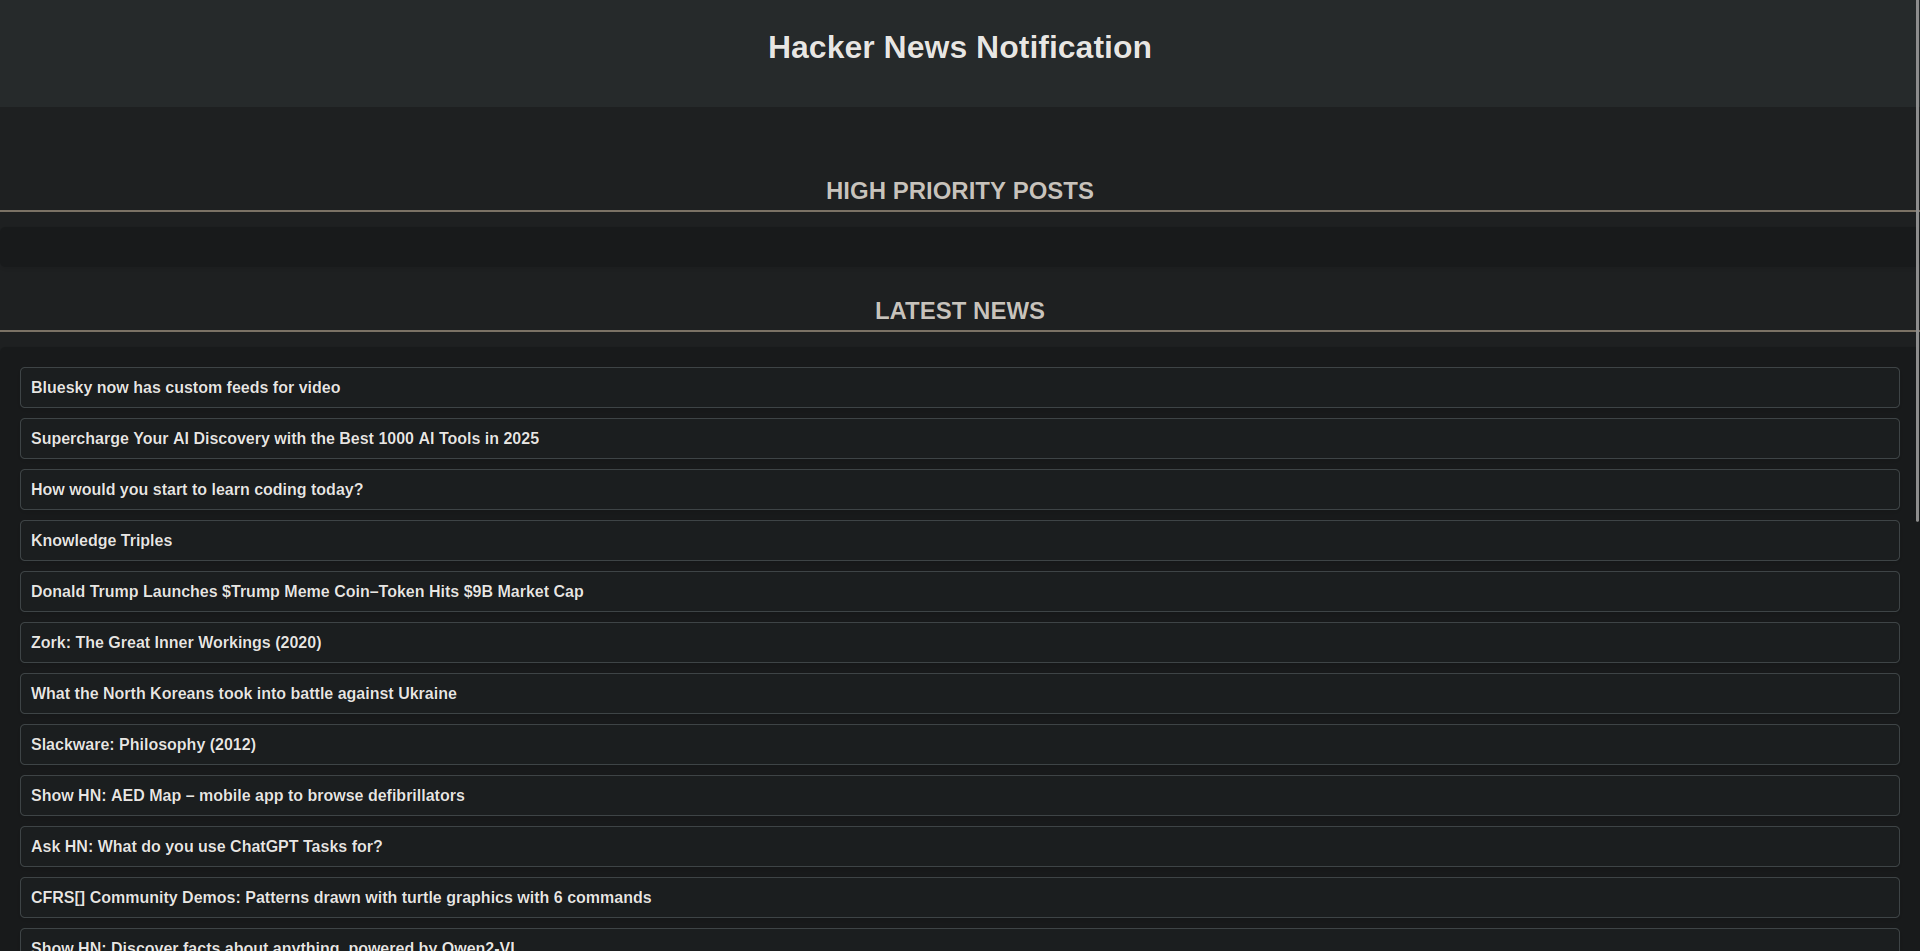 Hacker News Notification
HIGH PRIORITY POSTS
LATEST NEWS
Bluesky now has custom feeds for video
Supercharge Your AI Discovery with the Best 1000 AI Tools in 2025
How would you start to learn coding today?
Knowledge Triples
Donald Trump Launches $Trump Meme Coin–Token Hits $9B Market Cap
Zork: The Great Inner Workings (2020)
What the North Koreans took into battle against Ukraine
Slackware: Philosophy (2012)
Show HN: AED Map – mobile app to browse defibrillators
Ask HN: What do you use ChatGPT Tasks for?
CFRS[] Community Demos: Patterns drawn with turtle graphics with 6 commands
Show HN: Discover facts about anything, powered by Qwen2-VL